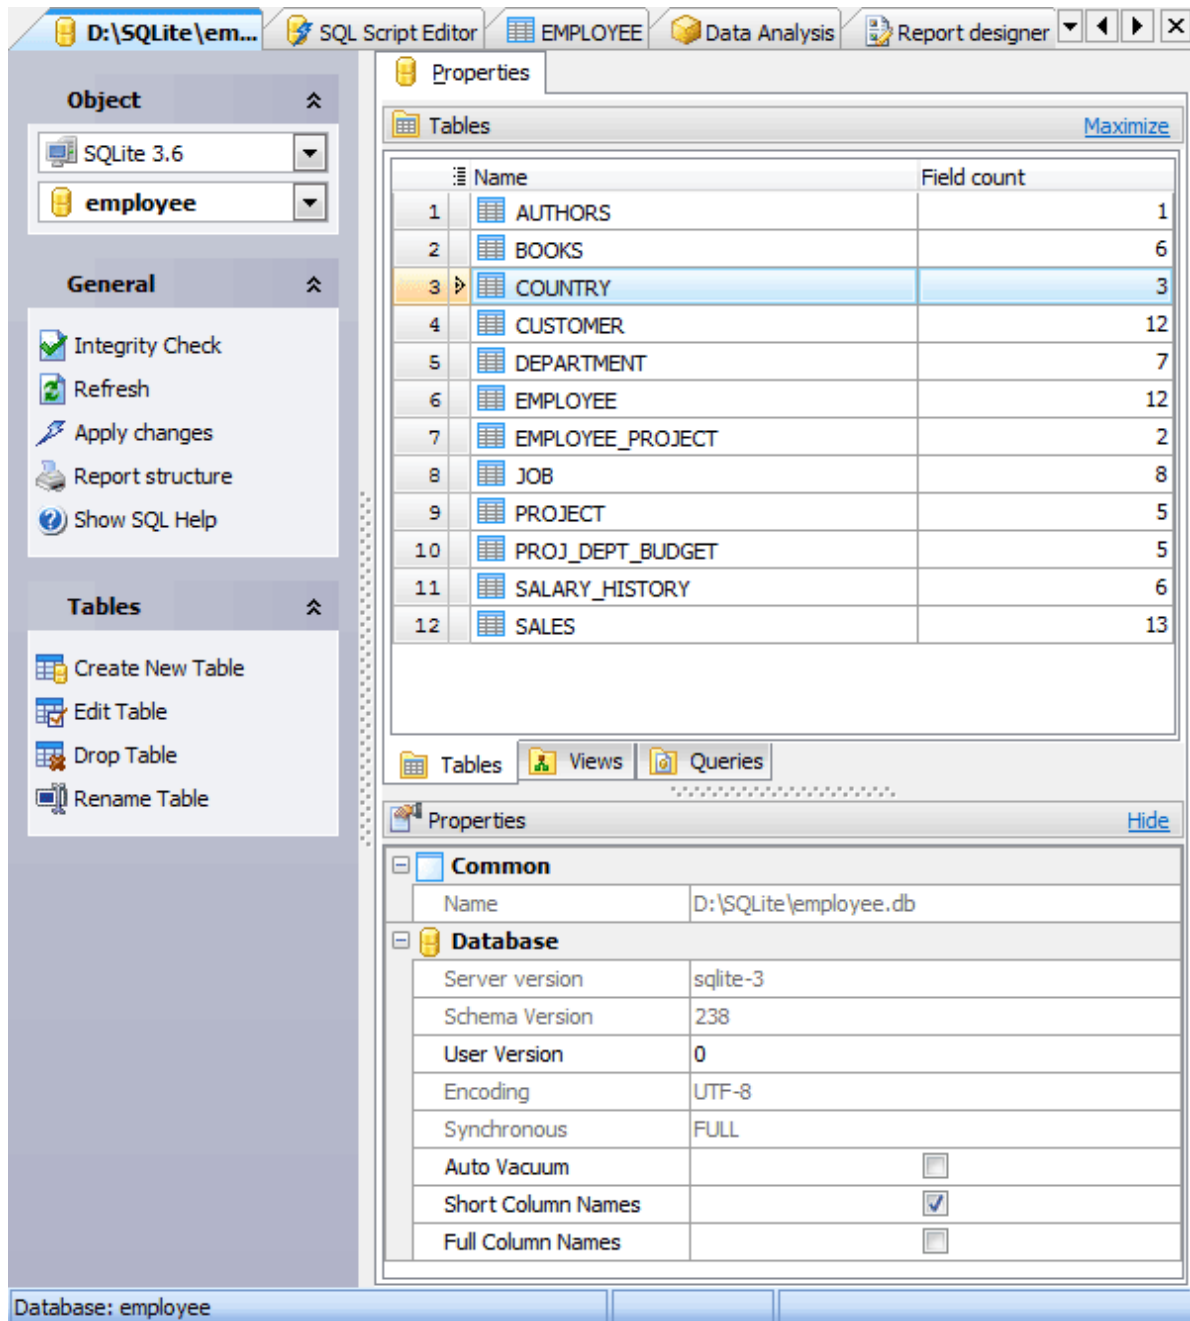 D:\SQLite\em... SQL Script Editor EMPLOYEE Data Analysis Report designer
Object
SQLite 3.6
employee
General
Integrity Check
Refresh
Apply changes
Report structure
Show SQL Help
Tables
Create New Table
Edit Table
Drop Table
Rename Table
Properties
Tables Maximize
Name Field count
1 AUTHORS 1
2 BOOKS 6
3 COUNTRY 3
4 CUSTOMER 12
5 DEPARTMENT 7
6 EMPLOYEE 12
7 EMPLOYEE_PROJECT 2
8 JOB 8
9 PROJECT 5
10 PROJ_DEPT_BUDGET 5
11 SALARY_HISTORY 6
12 SALES 13
Tables Views Queries
Properties Hide
Common
Name D:\SQLite\employee.db
Database
Server version sqlite-3
Schema Version 238
User Version 0
Encoding UTF-8
Synchronous FULL
Auto Vacuum
Short Column Names
Full Column Names
Database: employee